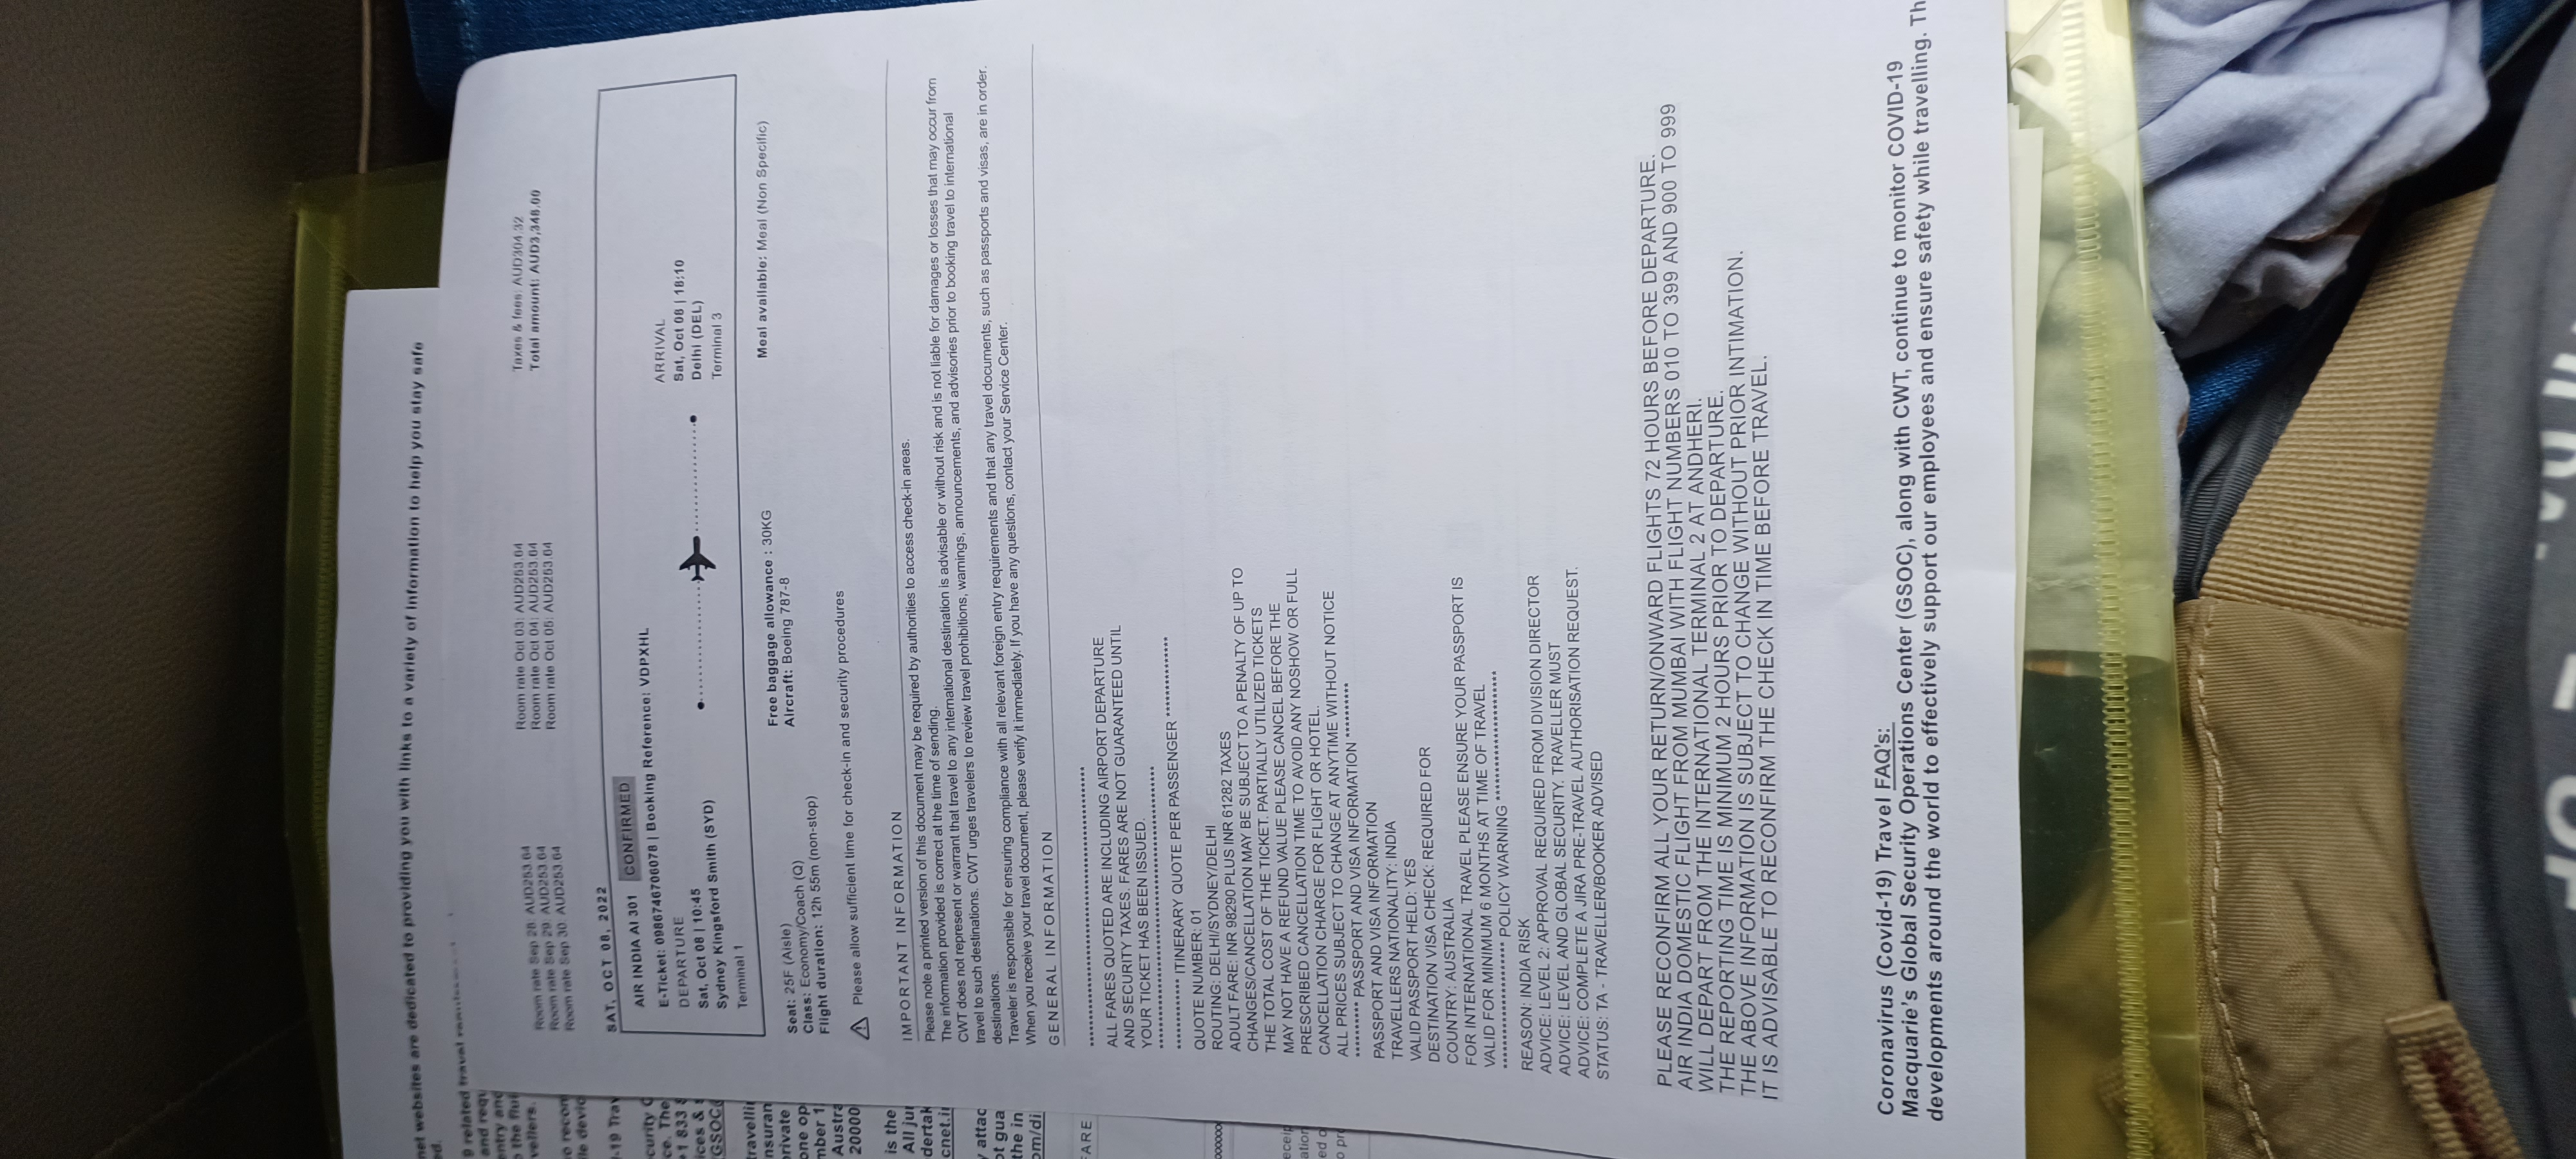 net websites are dedicated to providing you with links to a variety of information to help you stay safe
ed.
9 related travel
and requ
entry and
o the flui
vellers.
o recon
ile devic
-19 Trav
curity
ce. The
+1 833
ices &
GSOC
travellin
nsuran
private
one op
mber 1
Austra
20000
is the
All jur
dertak
cnet.i
y attac
ot gua
the in
om/di
FARE
eceip
ation
ed o
o pro
Room rate Sep 28: AUD253.64
Room rate Sep 29: AUD253.64
Room rate Sep 30: AUD253.64
Room rate Oct 03: AUD253.64
Room rate Oct 04: AUD253.64
Room rate Oct 05: AUD253.64
Taxes & fees: AUD304.32
Total amount: AUD3,348.00
SAT, OCT 08, 2022
AIR INDIA AI 301 CONFIRMED
E-Ticket: 0986746706078 | Booking Reference: VDPXHL
DEPARTURE
Sat, Oct 08 | 10:45
Sydney Kingsford Smith (SYD)
Terminal 1
ARRIVAL
Sat, Oct 08 | 18:10
Delhi (DEL)
Terminal 3
Seat: 25F (Aisle)
Class: Economy/Coach (Q)
Flight duration: 12h 55m (non-stop)
Free baggage allowance : 30KG
Aircraft: Boeing 787-8
Meal available: Meal (Non Specific)
Please allow sufficient time for check-in and security procedures
IMPORTANT INFORMATION
Please note a printed version of this document may be required by authorities to access check-in areas.
The information provided is correct at the time of sending.
CWT does not represent or warrant that travel to any international destination is advisable or without risk and is not liable for damages or losses that may occur from
travel to such destinations. CWT urges travelers to review travel prohibitions, warnings, announcements, and advisories prior to booking travel to international
destinations.
Traveler is responsible for ensuring compliance with all relevant foreign entry requirements and that any travel documents, such as passports and visas, are in order.
When you receive your travel document, please verify it immediately. If you have any questions, contact your Service Center.
GENERAL INFORMATION
**************************************************
ALL FARES QUOTED ARE INCLUDING AIRPORT DEPARTURE
AND SECURITY TAXES. FARES ARE NOT GUARANTEED UNTIL
YOUR TICKET HAS BEEN ISSUED.
**************************************************
************* ITINERARY QUOTE PER PASSENGER ***************
QUOTE NUMBER: 01
ROUTING: DELHI/SYDNEY/DELHI
ADULT FARE: INR 98290 PLUS INR 61282 TAXES
CHANGES/CANCELLATION MAY BE SUBJECT TO A PENALTY OF UP TO
THE TOTAL COST OF THE TICKET. PARTIALLY UTILIZED TICKETS
MAY NOT HAVE A REFUND VALUE PLEASE CANCEL BEFORE THE
PRESCRIBED CANCELLATION TIME TO AVOID ANY NOSHOW OR FULL
CANCELLATION CHARGE FOR FLIGHT OR HOTEL.
ALL PRICES SUBJECT TO CHANGE AT ANYTIME WITHOUT NOTICE
********** PASSPORT AND VISA INFORMATION **********
PASSPORT AND VISA INFORMATION
TRAVELLERS NATIONALITY: INDIA
VALID PASSPORT HELD: YES
DESTINATION VISA CHECK: REQUIRED FOR
COUNTRY: AUSTRALIA
FOR INTERNATIONAL TRAVEL PLEASE ENSURE YOUR PASSPORT IS
VALID FOR MINIMUM 6 MONTHS AT TIME OF TRAVEL
*********************** POLICY WARNING ***********************
REASON: INDIA RISK
ADVICE: LEVEL 2: APPROVAL REQUIRED FROM DIVISION DIRECTOR
ADVICE: LEVEL AND GLOBAL SECURITY. TRAVELLER MUST
ADVICE: COMPLETE A JIRA PRE-TRAVEL AUTHORISATION REQUEST.
STATUS: TA - TRAVELLER/BOOKER ADVISED
PLEASE RECONFIRM ALL YOUR RETURN/ONWARD FLIGHTS 72 HOURS BEFORE DEPARTURE.
AIR INDIA DOMESTIC FLIGHT FROM MUMBAI WITH FLIGHT NUMBERS 010 TO 399 AND 900 TO 999
WILL DEPART FROM THE INTERNATIONAL TERMINAL 2 AT ANDHERI.
THE REPORTING TIME IS MINIMUM 2 HOURS PRIOR TO DEPARTURE.
THE ABOVE INFORMATION IS SUBJECT TO CHANGE WITHOUT PRIOR INTIMATION.
IT IS ADVISABLE TO RECONFIRM THE CHECK IN TIME BEFORE TRAVEL.
Coronavirus (Covid-19) Travel FAQ's:
Macquarie's Global Security Operations Center (GSOC), along with CWT, continue to monitor COVID-19
developments around the world to effectively support our employees and ensure safety while travelling. Th